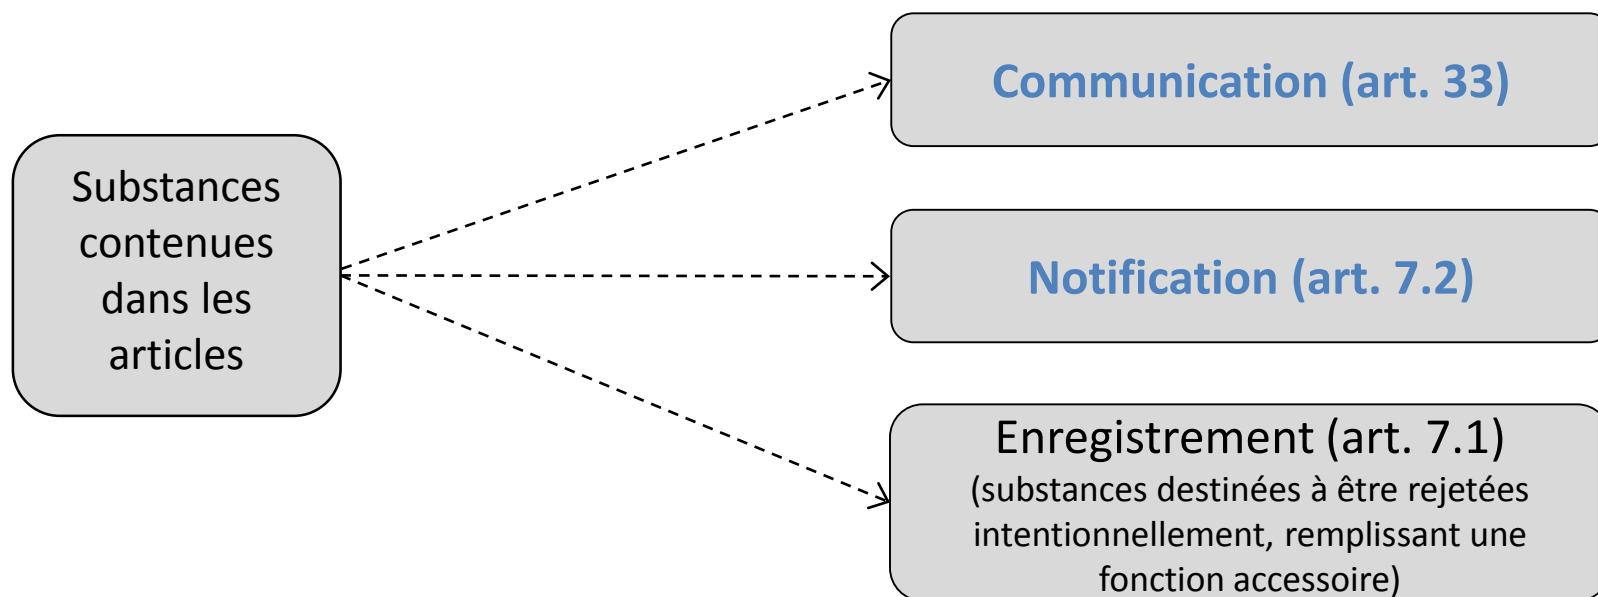 Substances
contenues
dans les
articles
Communication (art. 33)
Notification (art. 7.2)
Enregistrement (art. 7.1)
(substances destinées à être rejetées
intentionnellement, remplissant une
fonction accessoire)